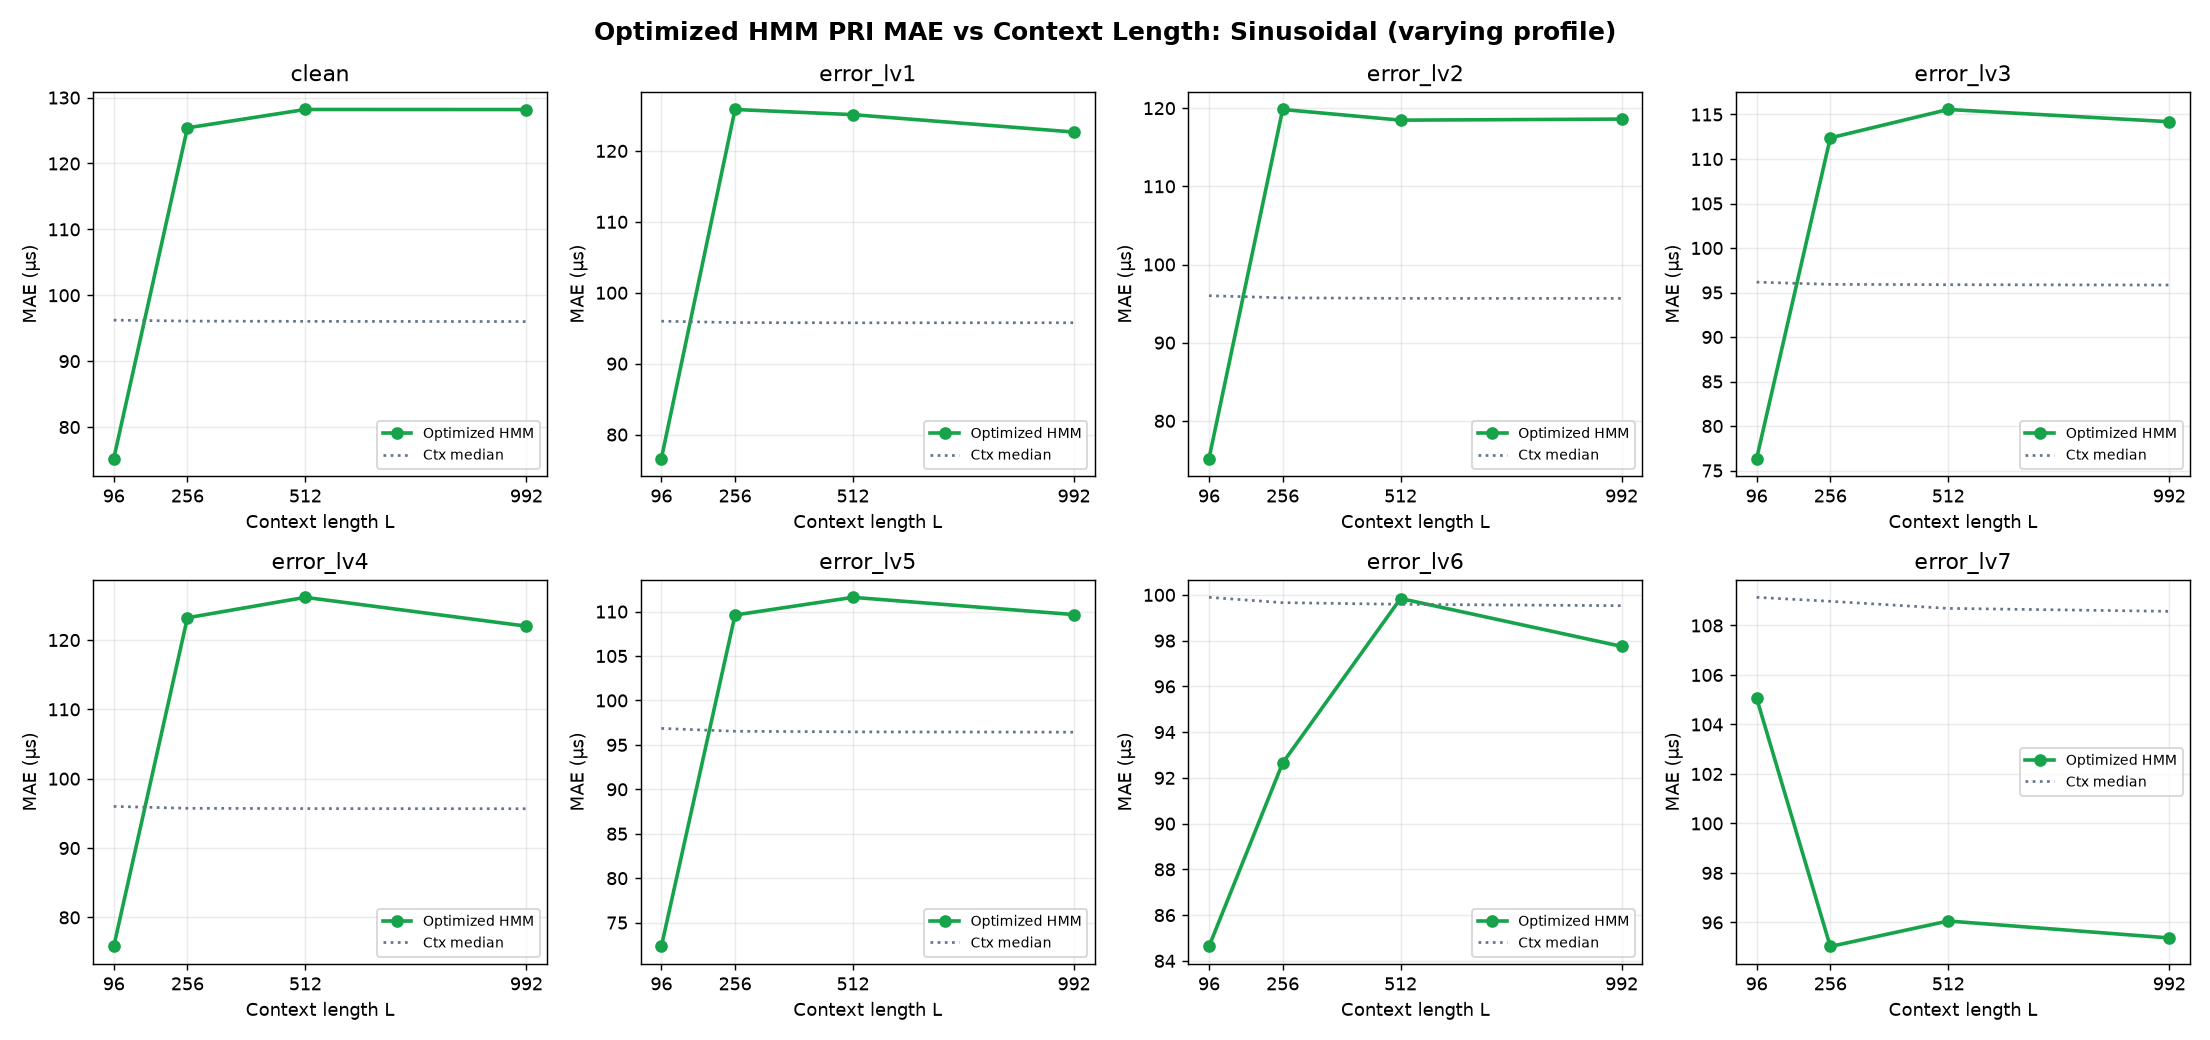 Optimized HMM PRI MAE vs Context Length: Sinusoidal (varying profile)
clean
MAE (µs)
130
120
110
100
90
80
Optimized HMM
Ctx median
96 256 512 992
Context length L
error_lv1
MAE (µs)
120
110
100
90
80
Optimized HMM
Ctx median
96 256 512 992
Context length L
error_lv2
MAE (µs)
120
110
100
90
80
Optimized HMM
Ctx median
96 256 512 992
Context length L
error_lv3
MAE (µs)
115
110
105
100
95
90
85
80
75
Optimized HMM
Ctx median
96 256 512 992
Context length L
error_lv4
MAE (µs)
120
110
100
90
80
Optimized HMM
Ctx median
96 256 512 992
Context length L
error_lv5
MAE (µs)
110
105
100
95
90
85
80
75
Optimized HMM
Ctx median
96 256 512 992
Context length L
error_lv6
MAE (µs)
100
98
96
94
92
90
88
86
84
Optimized HMM
Ctx median
96 256 512 992
Context length L
error_lv7
MAE (µs)
108
106
104
102
100
98
96
Optimized HMM
Ctx median
96 256 512 992
Context length L